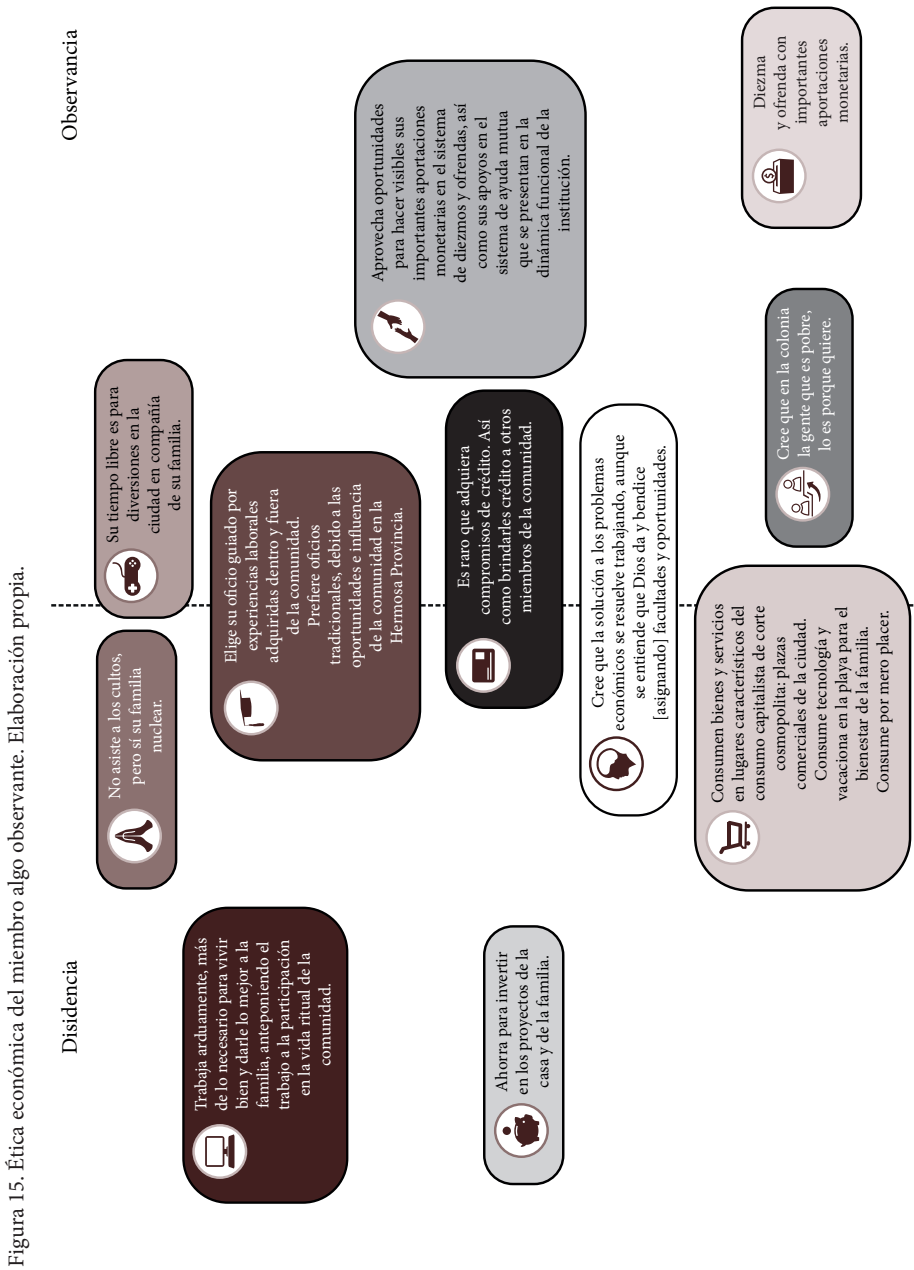 Figura 15. Ética económica del miembro algo observante. Elaboración propia.
Disidencia
Observancia
No asiste a los cultos,
pero sí su familia
nuclear.
Su tiempo libre es para
diversiones en la
ciudad en compañía
de su familia.
Trabaja arduamente, más
de lo necesario para vivir
bien y darle lo mejor a la
familia, anteponiendo el
trabajo a la participación
en la vida ritual de la
comunidad.
Elige su oficio guiado por
experiencias laborales
adquiridas dentro y fuera
de la comunidad.
Prefiere oficios
tradicionales, debido a las
oportunidades e influencia
de la comunidad en la
Hermosa Provincia.
Aprovecha oportunidades
para hacer visibles sus
importantes aportaciones
monetarias en el sistema
de diezmos y ofrendas, así
como sus apoyos en el
sistema de ayuda mutua
que se presentan en la
dinámica funcional de la
institución.
Es raro que adquiera
compromisos de crédito. Así
como brindarles crédito a otros
miembros de la comunidad.
Ahorra para invertir
en los proyectos de la
casa y de la familia.
Cree que la solución a los problemas
económicos se resuelve trabajando, aunque
se entiende que Dios da y bendice
[asignando] facultades y oportunidades.
Consumen bienes y servicios
en lugares característicos del
consumo capitalista de corte
cosmopolita: plazas
comerciales de la ciudad.
Consume tecnología y
vacaciona en la playa para el
bienestar de la familia.
Consume por mero placer.
Cree que en la colonia
la gente que es pobre,
lo es porque quiere.
Diezma
y ofrenda con
importantes
aportaciones
monetarias.
$